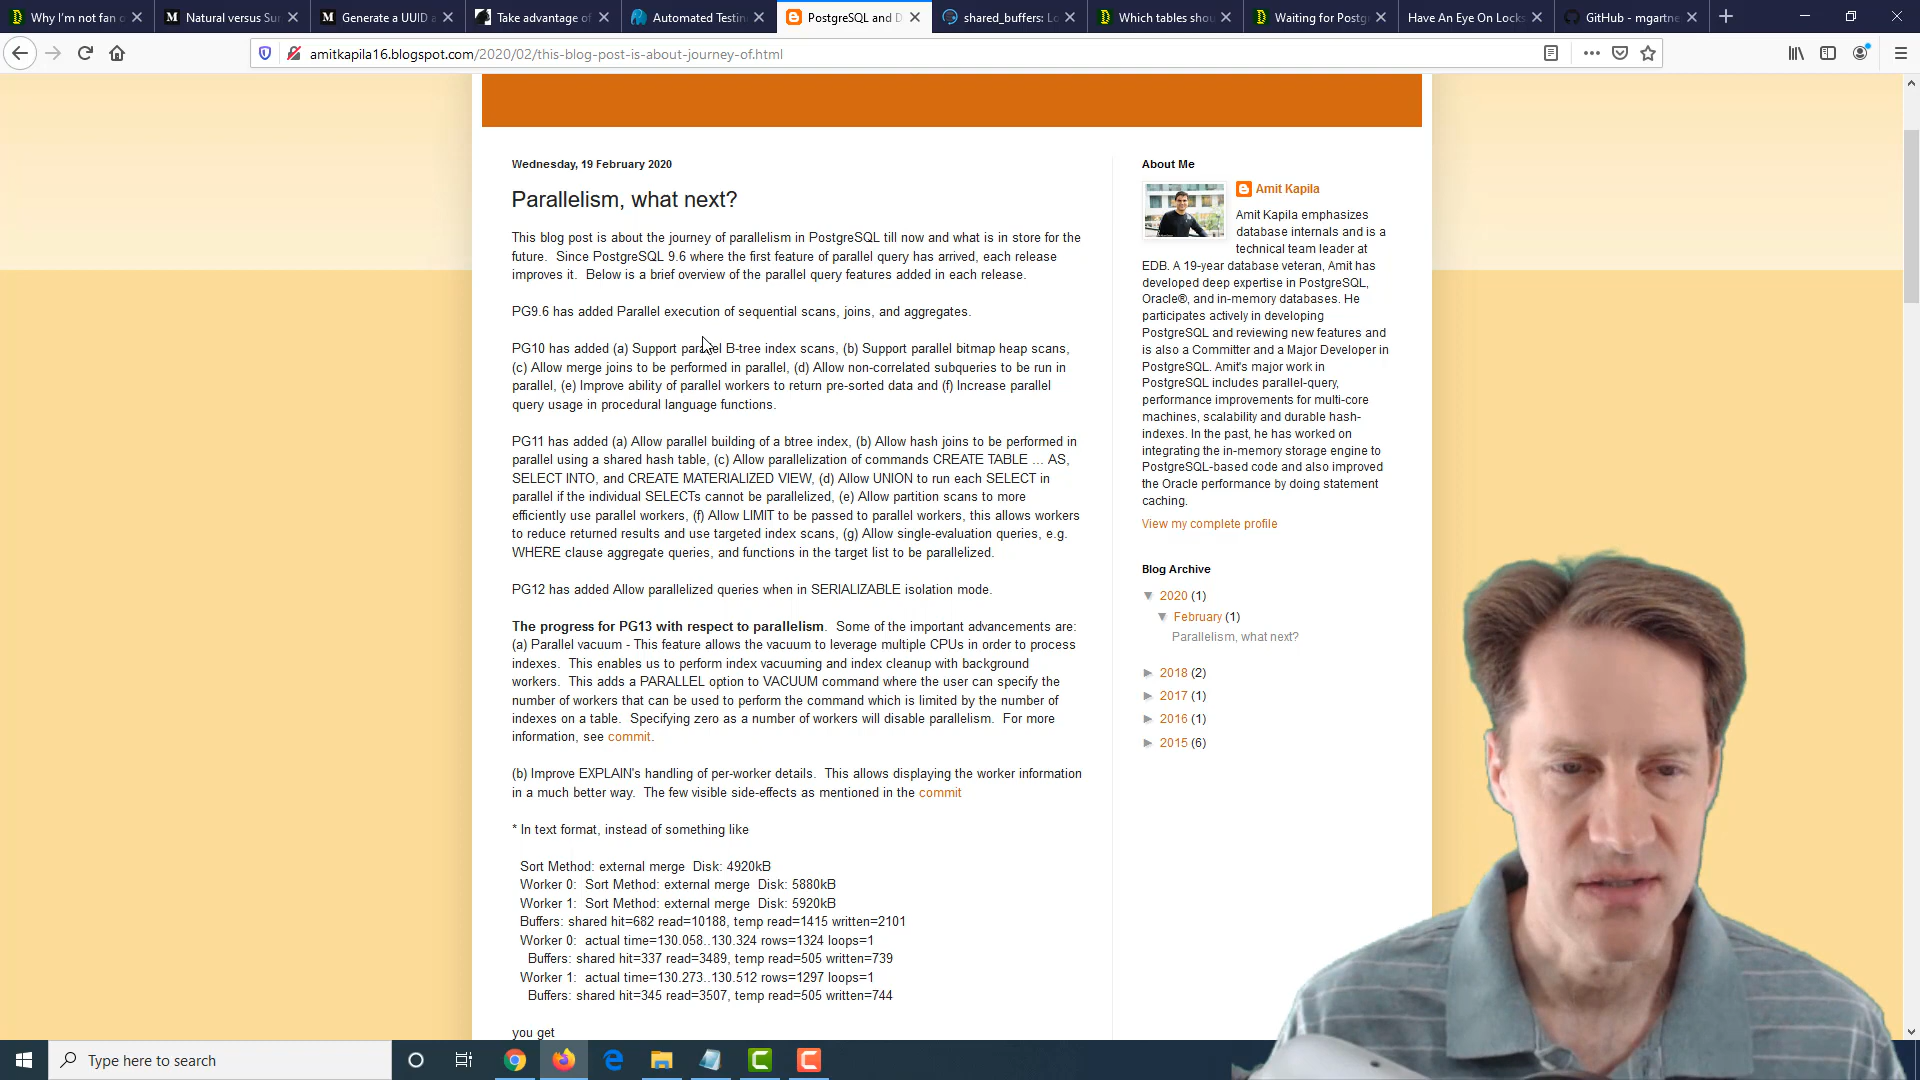 Why I'm not fan o
Natural versus Su
Generate a UUID
Take advantage of
Automated Testin
PostgreSQL and D
shared_buffers: Lo
Which tables shou
Waiting for Postg
Have An Eye On Locks
GitHub - mgartne
amitkapila16.blogspot.com/2020/02/this-blog-post-is-about-journey-of.html
Wednesday, 19 February 2020
Parallelism, what next?
This blog post is about the journey of parallelism in PostgreSQL till now and what is in store for the
future. Since PostgreSQL 9.6 where the first feature of parallel query has arrived, each release
improves it. Below is a brief overview of the parallel query features added in each release.
PG9.6 has added Parallel execution of sequential scans, joins, and aggregates.
PG10 has added (a) Support parallel B-tree index scans, (b) Support parallel bitmap heap scans,
(c) Allow merge joins to be performed in parallel, (d) Allow non-correlated subqueries to be run in
parallel, (e) Improve ability of parallel workers to return pre-sorted data and (f) Increase parallel
query usage in procedural language functions.
PG11 has added (a) Allow parallel building of a btree index, (b) Allow hash joins to be performed in
parallel using a shared hash table, (c) Allow parallelization of commands CREATE TABLE ... AS,
SELECT INTO, and CREATE MATERIALIZED VIEW, (d) Allow UNION to run each SELECT in
parallel if the individual SELECTs cannot be parallelized, (e) Allow partition scans to more
efficiently use parallel workers, (f) Allow LIMIT to be passed to parallel workers, this allows workers
to reduce returned results and use targeted index scans, (g) Allow single-evaluation queries, e.g.
WHERE clause aggregate queries, and functions in the target list to be parallelized.
PG12 has added Allow parallelized queries when in SERIALIZABLE isolation mode.
The progress for PG13 with respect to parallelism. Some of the important advancements are:
(a) Parallel vacuum - This feature allows the vacuum to leverage multiple CPUs in order to process
indexes. This enables us to perform index vacuuming and index cleanup with background
workers. This adds a PARALLEL option to VACUUM command where the user can specify the
number of workers that can be used to perform the command which is limited by the number of
indexes on a table. Specifying zero as a number of workers will disable parallelism. For more
information, see commit.
(b) Improve EXPLAIN's handling of per-worker details. This allows displaying the worker information
in a much better way. The few visible side-effects as mentioned in the commit
* In text format, instead of something like
Sort Method: external merge Disk: 4920kB
Worker 0: Sort Method: external merge Disk: 5880kB
Worker 1: Sort Method: external merge Disk: 5920kB
Buffers: shared hit=682 read=10188, temp read=1415 written=2101
Worker 0: actual time=130.058..130.324 rows=1324 loops=1
Buffers: shared hit=337 read=3489, temp read=505 written=739
Worker 1: actual time=130.273..130.512 rows=1297 loops=1
Buffers: shared hit=345 read=3507, temp read=505 written=744
you get
About Me
Amit Kapila
Amit Kapila emphasizes
database internals and is a
technical team leader at
EDB. A 19-year database veteran, Amit has
developed deep expertise in PostgreSQL,
Oracle®, and in-memory databases. He
participates actively in developing
PostgreSQL and reviewing new features and
is also a Committer and a Major Developer in
PostgreSQL. Amit's major work in
PostgreSQL includes parallel-query,
performance improvements for multi-core
machines, scalability and durable hash-
indexes. In the past, he has worked on
integrating the in-memory storage engine to
PostgreSQL-based code and also improved
the Oracle performance by doing statement
caching.
View my complete profile
Blog Archive
2020 (1)
February (1)
Parallelism, what next?
2018 (2)
2017 (1)
2016 (1)
2015 (6)
Type here to search